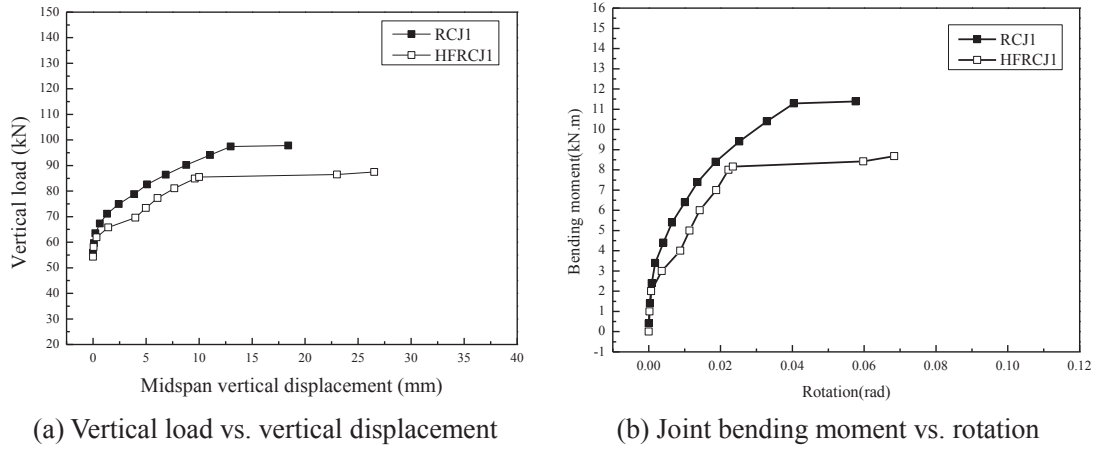 RCJ1
HFRCJ1
150
140
130
120
110
100
90
80
70
60
50
40
30
20
Vertical load (kN)
0 5 10 15 20 25 30 35 40
Midspan vertical displacement (mm)
(a) Vertical load vs. vertical displacement
RCJ1
HFRCJ1
16
15
14
13
12
11
10
9
8
7
6
5
4
3
2
1
0
-1
Bending moment(kN.m)
0.00 0.02 0.04 0.06 0.08 0.10 0.12
Rotation(rad)
(b) Joint bending moment vs. rotation